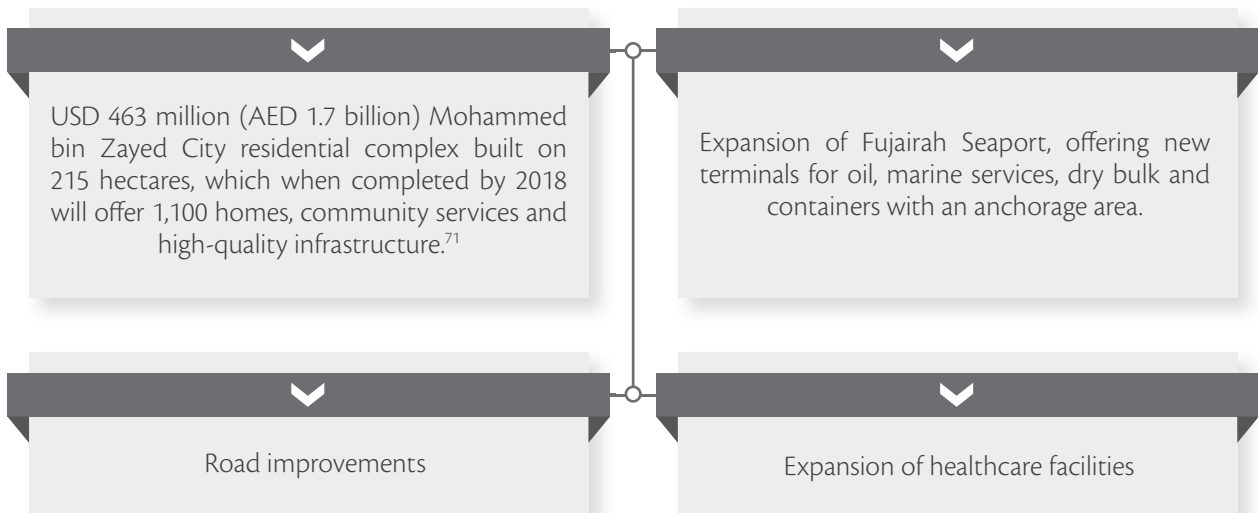 USD 463 million (AED 1.7 billion) Mohammed
bin Zayed City residential complex built on
215 hectares, which when completed by 2018
will offer 1,100 homes, community services and
high-quality infrastructure.71
Expansion of Fujairah Seaport, offering new
terminals for oil, marine services, dry bulk and
containers with an anchorage area.
Road improvements
Expansion of healthcare facilities